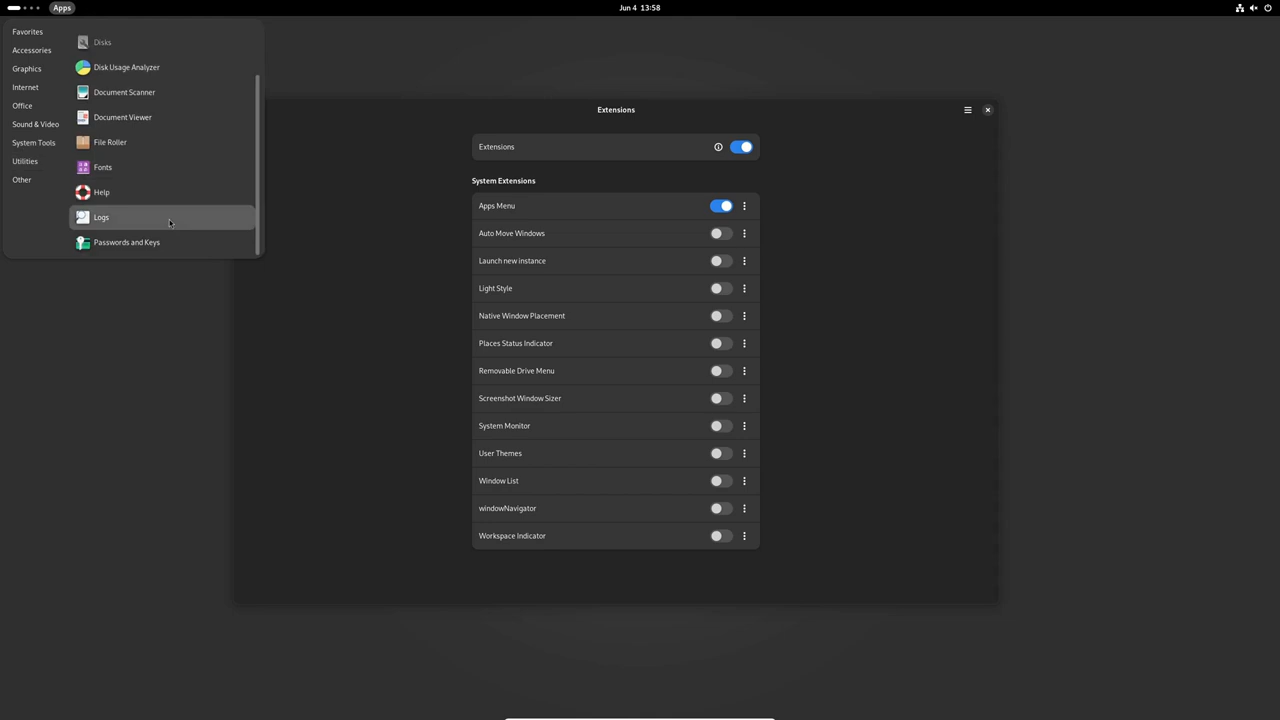 Apps
Jun 4 13:58
Favorites
Accessories
Graphics
Internet
Office
Sound & Video
System Tools
Utilities
Other
Disks
Disk Usage Analyzer
Document Scanner
Document Viewer
File Roller
Fonts
Help
Logs
Passwords and Keys
Extensions
Extensions
System Extensions
Apps Menu
Auto Move Windows
Launch new instance
Light Style
Native Window Placement
Places Status Indicator
Removable Drive Menu
Screenshot Window Sizer
System Monitor
User Themes
Window List
windowNavigator
Workspace Indicator